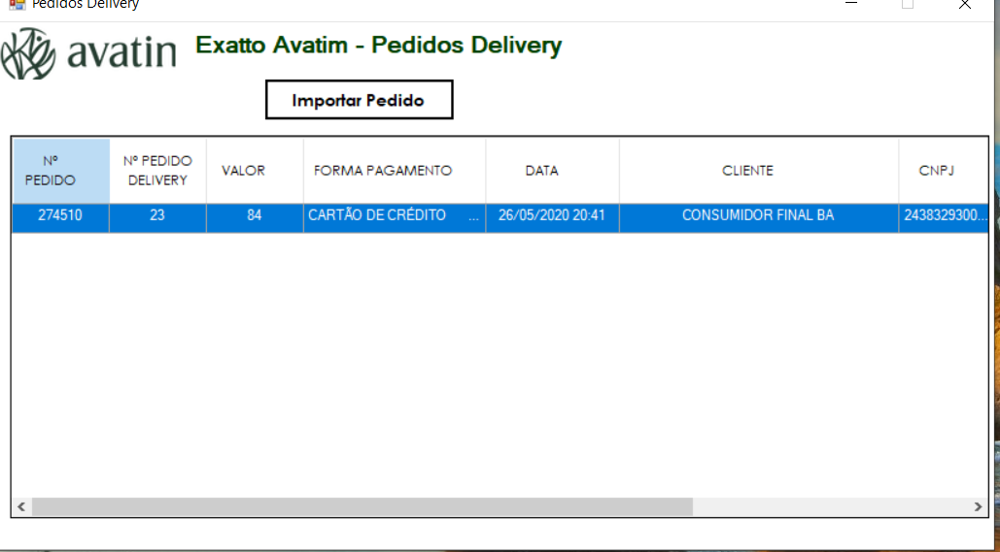 Pedidos Delivery
avatin
Exatto Avatim - Pedidos Delivery
Importar Pedido
Nº PEDIDO
Nº PEDIDO DELIVERY
VALOR
FORMA PAGAMENTO
DATA
CLIENTE
CNPJ
274510
23
84
CARTÃO DE CRÉDITO ...
26/05/2020 20:41
CONSUMIDOR FINAL BA
2438329300...